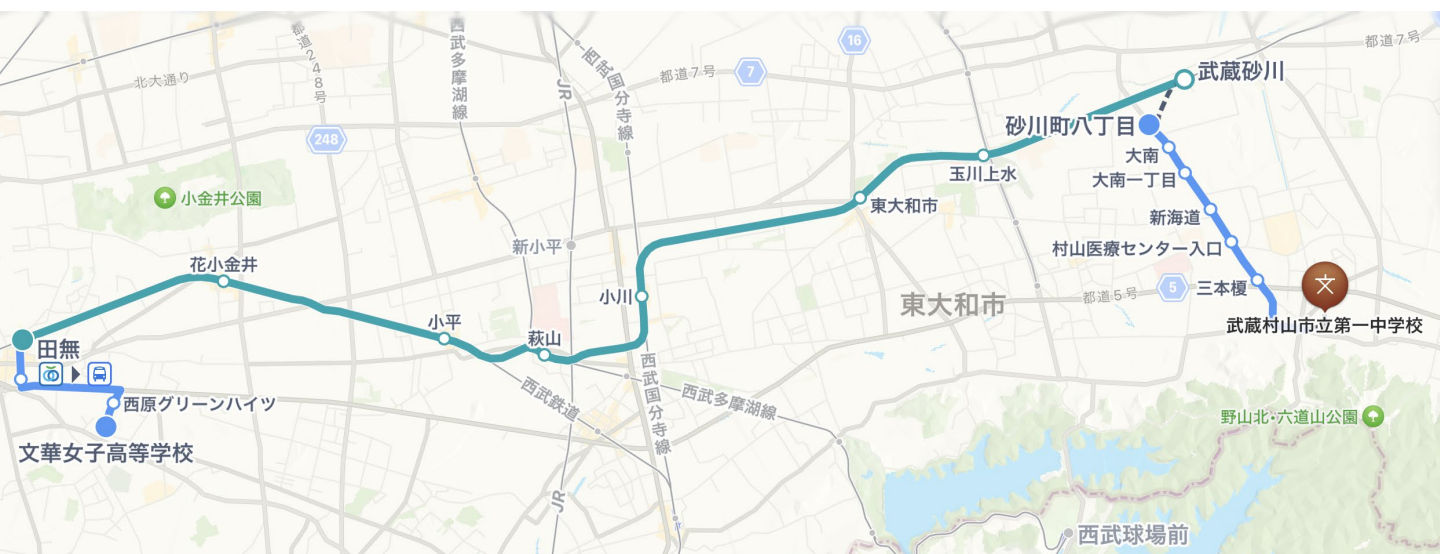 西武多摩湖線
都道248号
北大通り
248
JR
西武国分寺線
都道7号
7
16
都道7号
武蔵砂川
砂川町八丁目
大南
大南一丁目
玉川上水
小金井公園
東大和市
新海道
新小平
村山医療センター入口
花小金井
小川
三本榎
5
都道5号
文
東大和市
武蔵村山市立第一中学校
小平
萩山
田無
西武国分寺線
西武鉄道
西武多摩湖線
西原グリーンハイツ
野山北・六道山公園
文華女子高等学校
JR
西武球場前